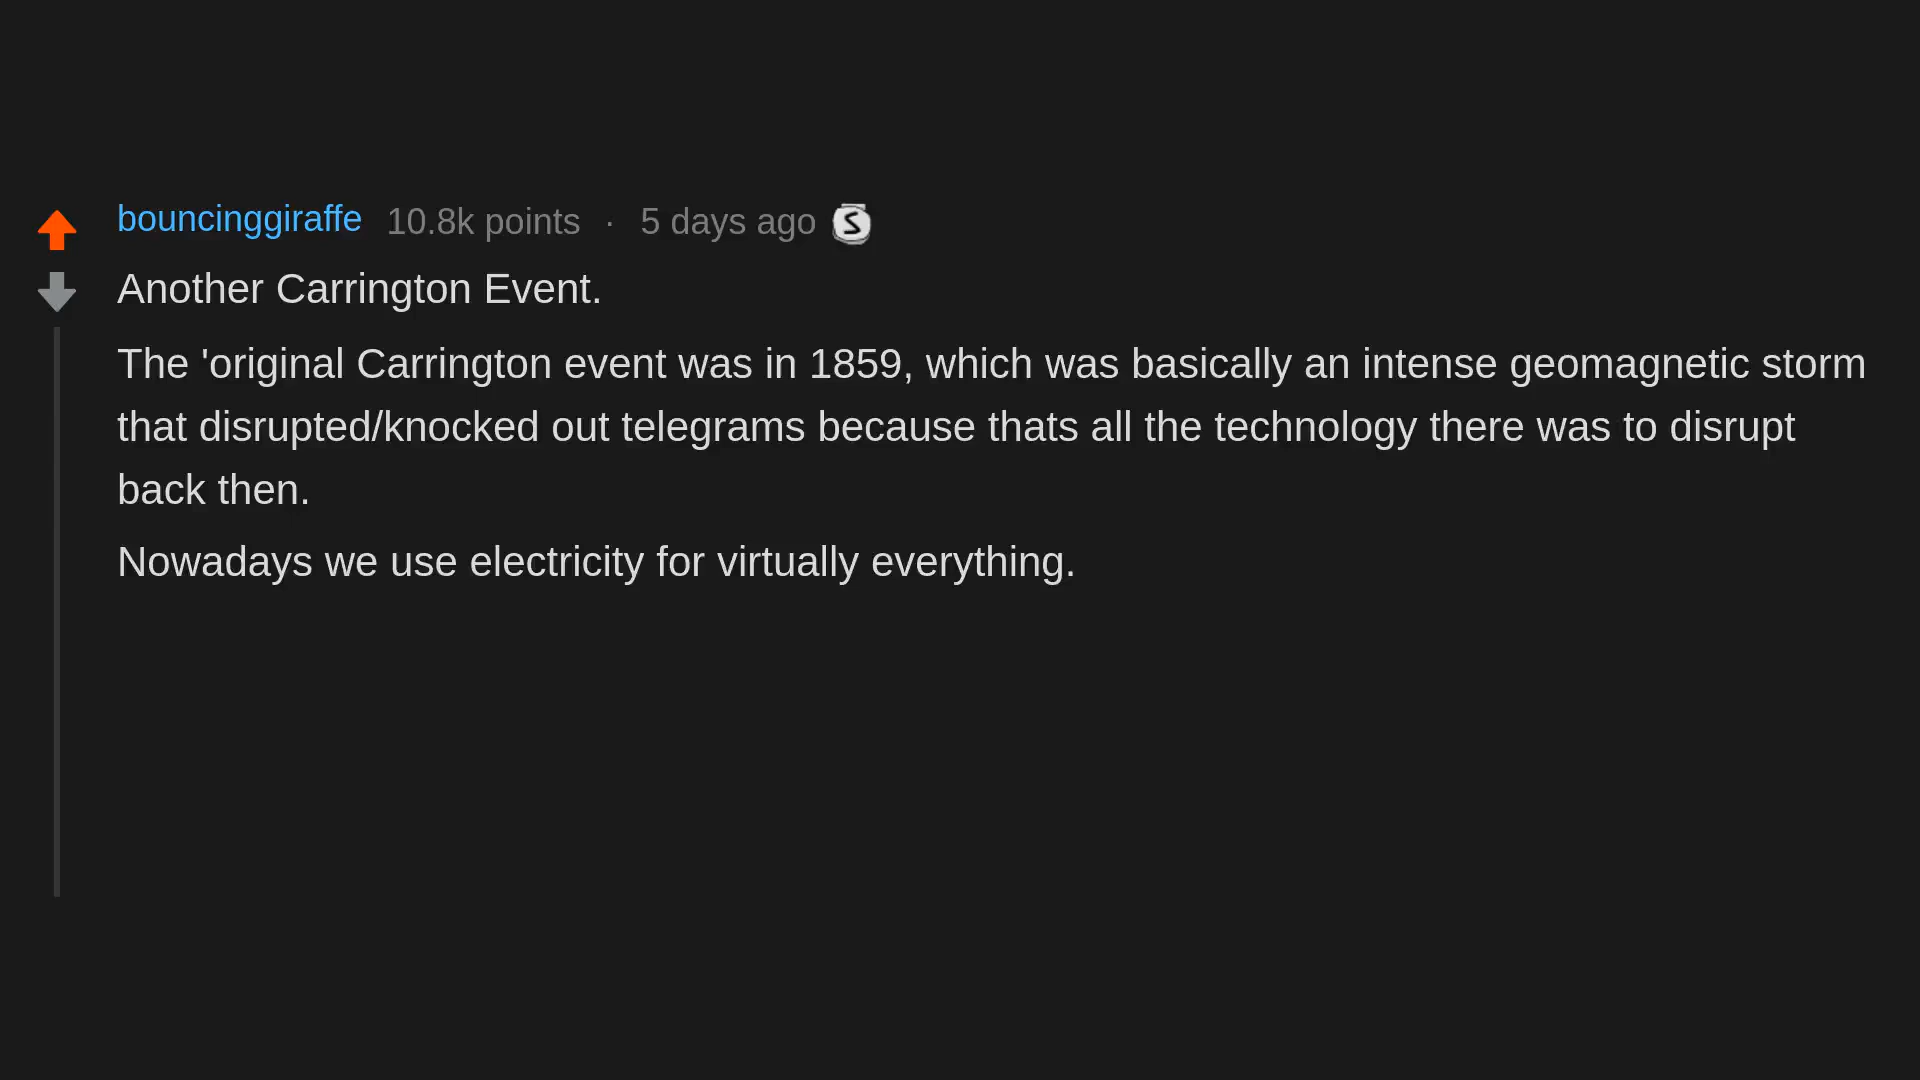 bouncinggiraffe 10.8k points · 5 days ago S
Another Carrington Event.
The 'original Carrington event was in 1859, which was basically an intense geomagnetic storm
that disrupted/knocked out telegrams because thats all the technology there was to disrupt
back then.
Nowadays we use electricity for virtually everything.